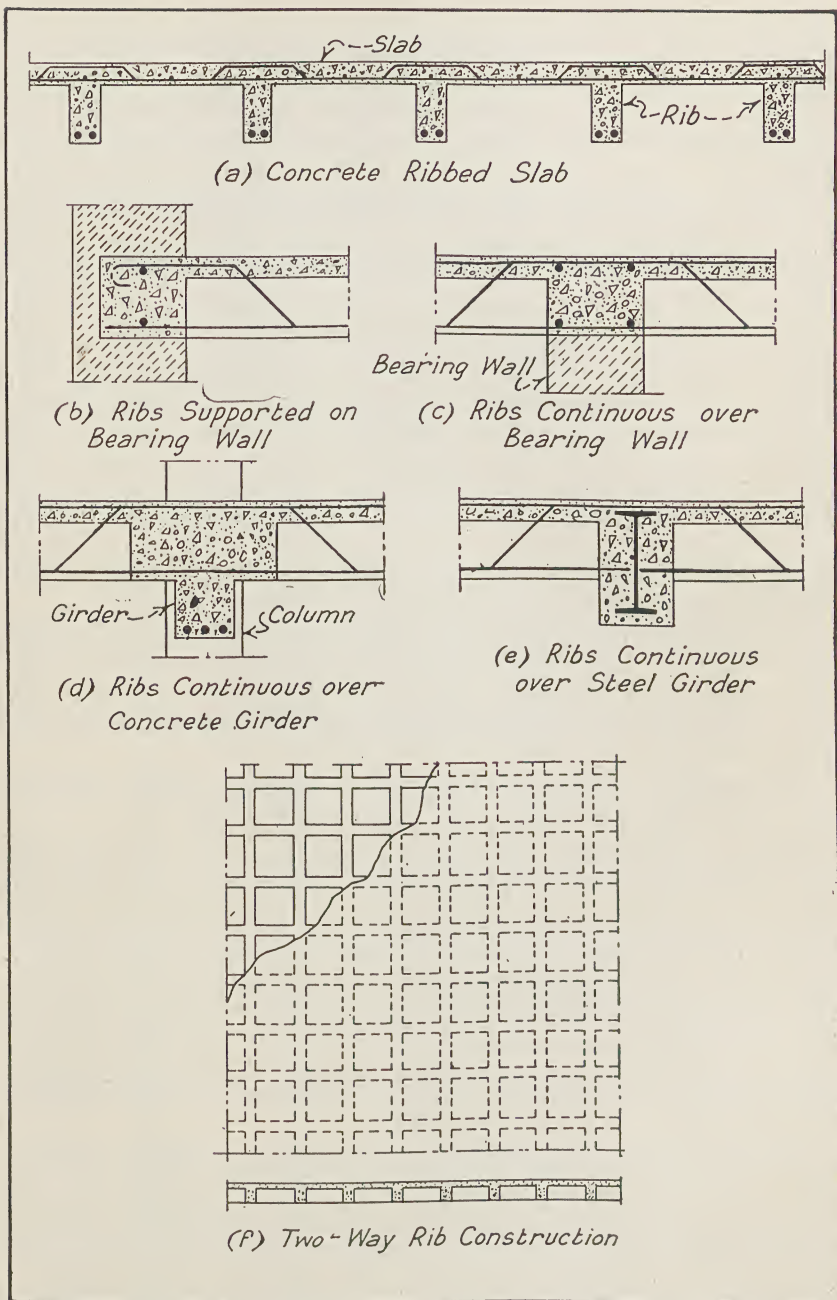 Slab
Rib
(a) Concrete Ribbed Slab
(b) Ribs Supported on
Bearing Wall
Bearing Wall
(c) Ribs Continuous over
Bearing Wall
Girder
Column
(d) Ribs Continuous over
Concrete Girder
(e) Ribs Continuous
over Steel Girder
(f) Two-Way Rib Construction